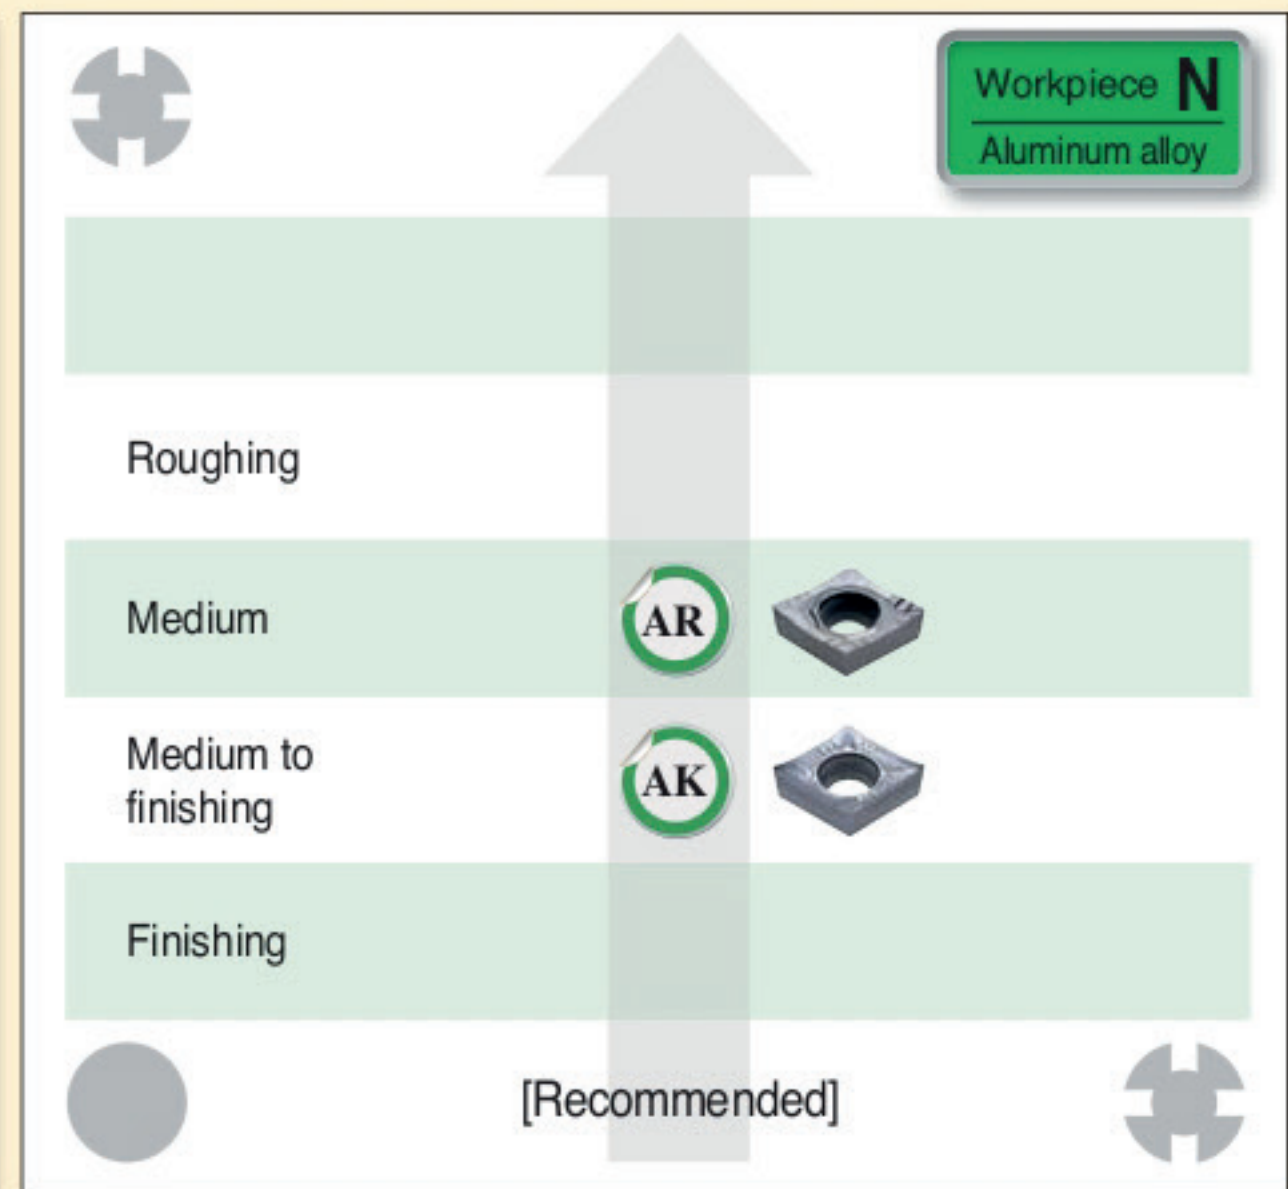 Workpiece N
Aluminum alloy
Roughing
Medium
AR
Medium to
finishing
AK
Finishing
[Recommended]